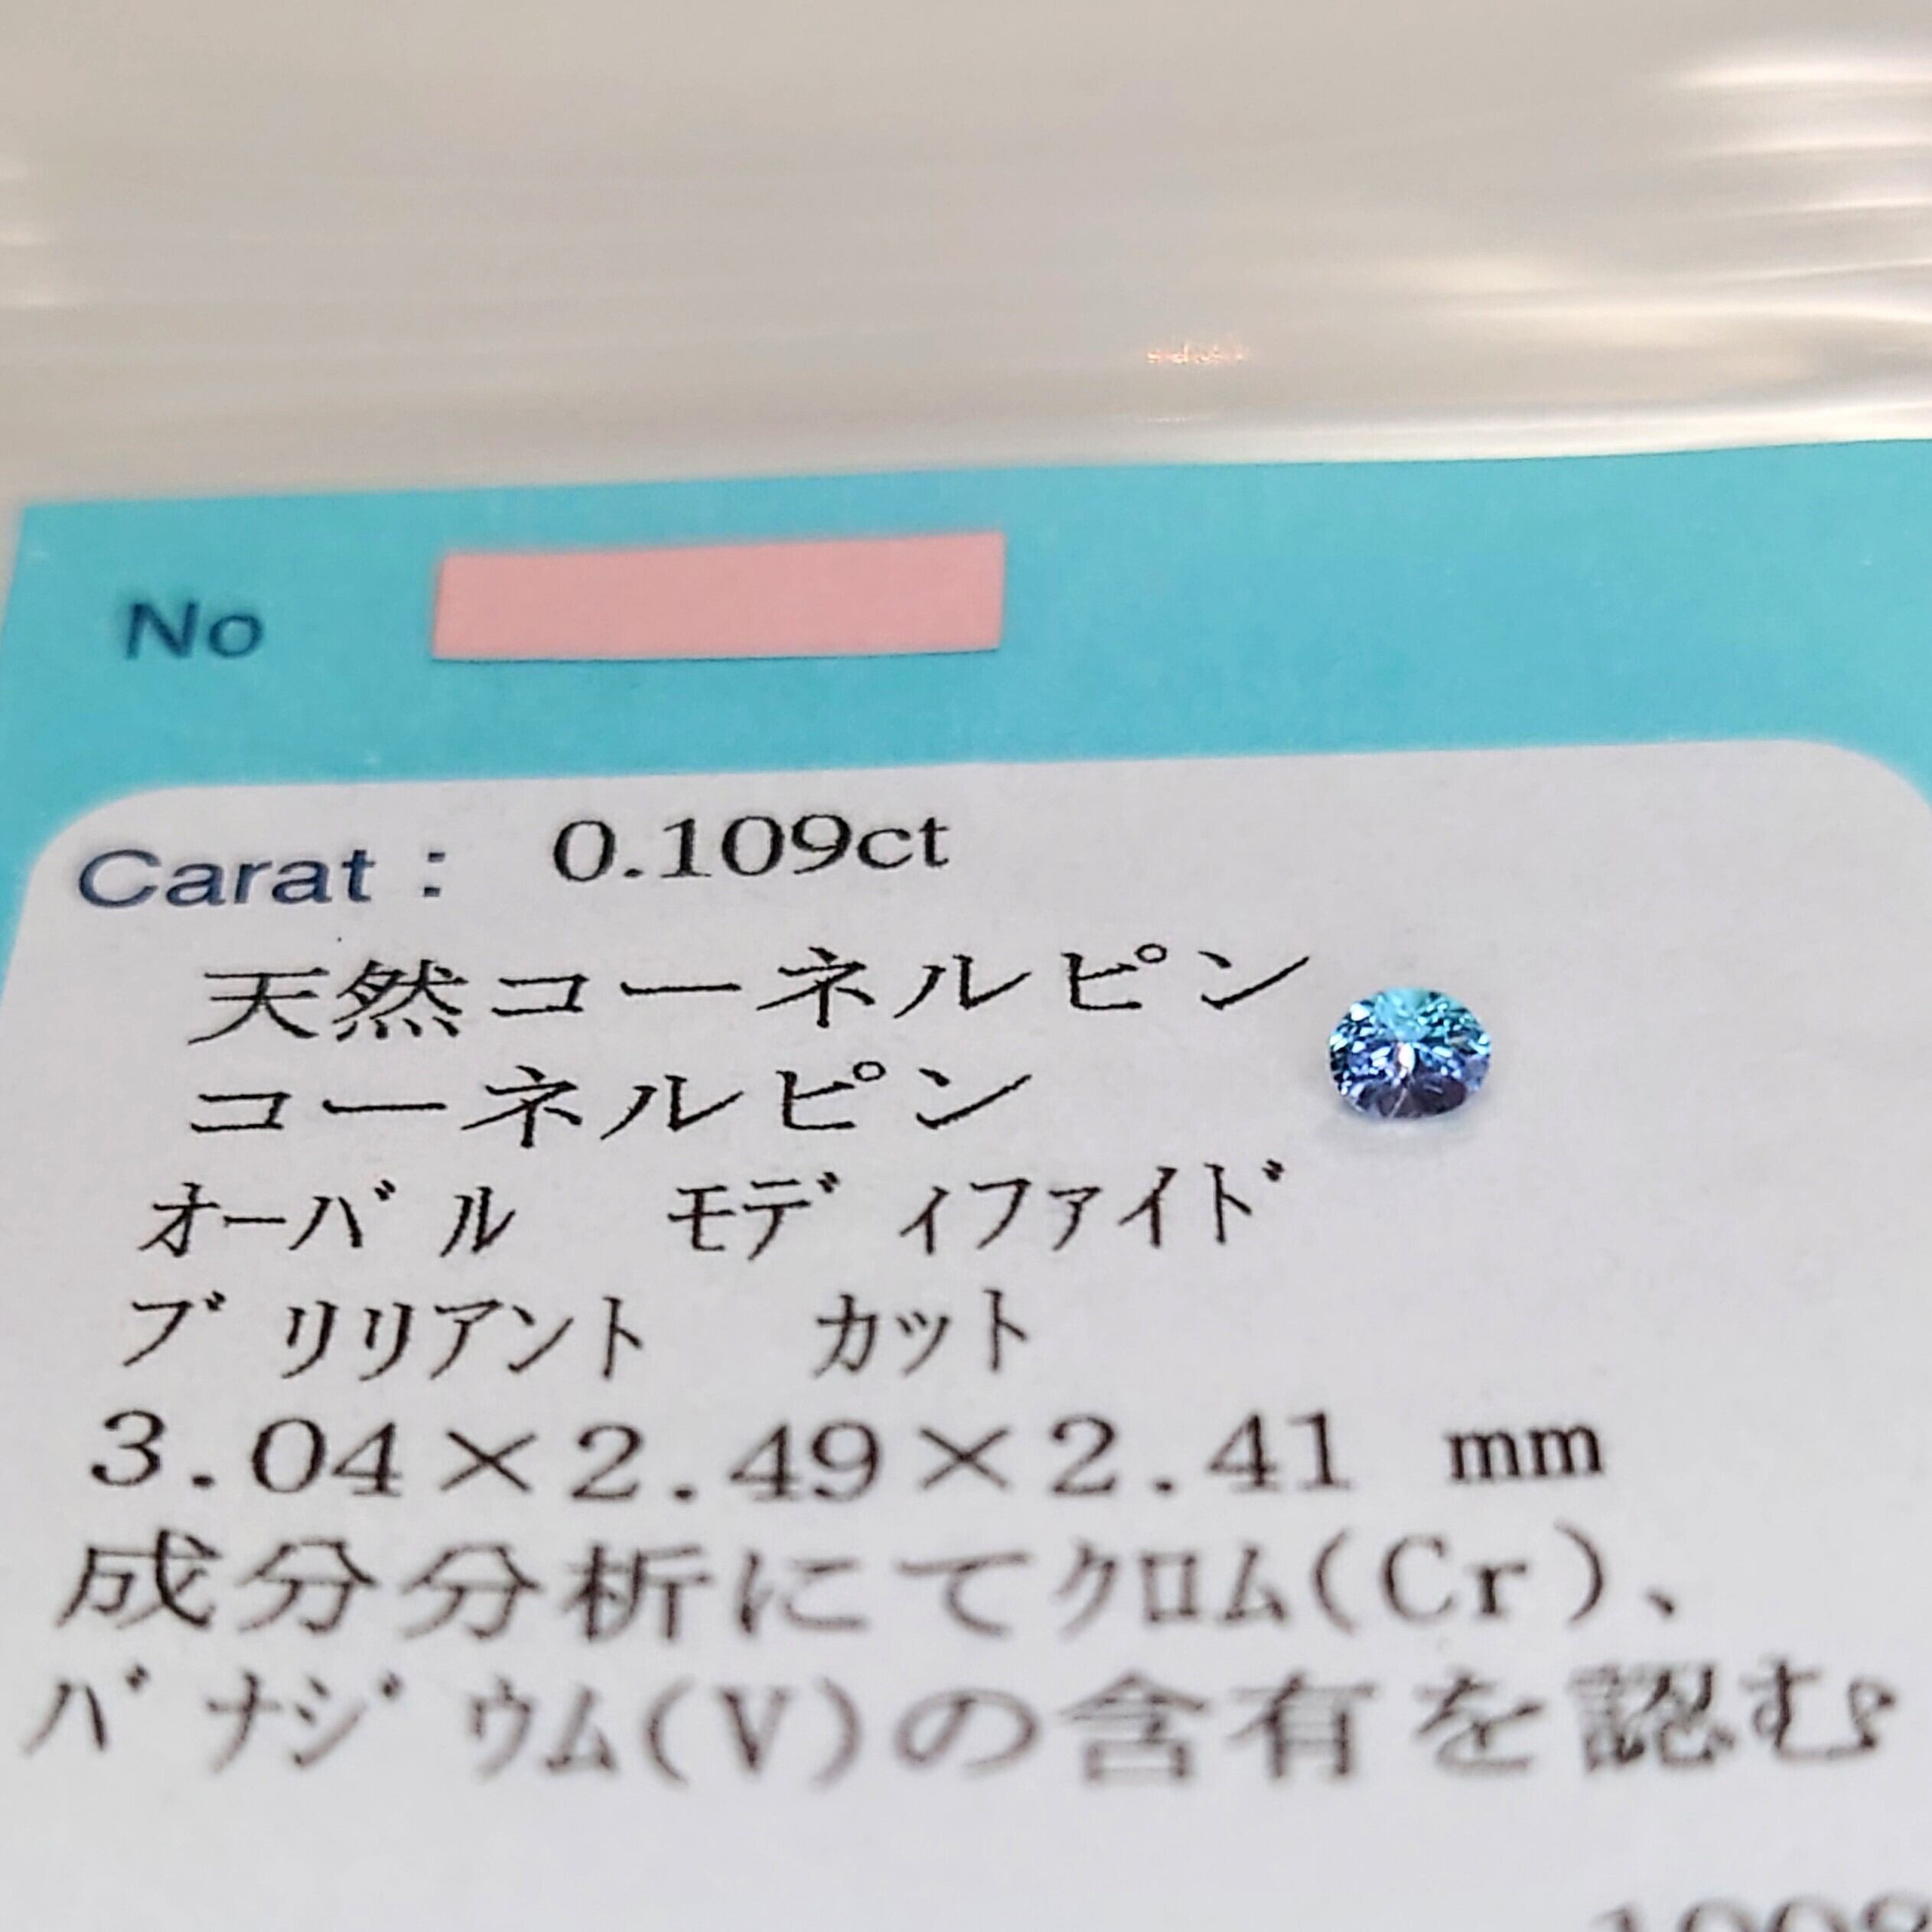 No
Carat : 0.109ct
天然コーネルピン
コーネルピン
ｵｰﾊﾞﾙ ﾓﾃﾞｨﾌｧｲﾄﾞ
ﾌﾞﾘﾘｱﾝﾄ ｶｯﾄ
3.04×2.49×2.41 mm
成分分析にてｸﾛﾑ(Cr)、
ﾊﾞﾅｼﾞｳﾑ(V)の含有を認む